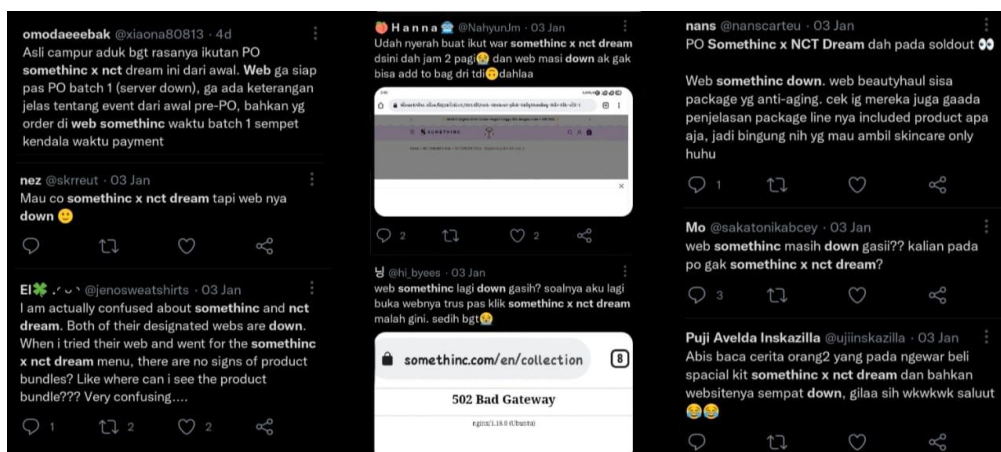 omodaeeebak @xiaona80813 · 4d
Asli campur aduk bgt rasanya ikutan PO
somethinc x nct dream ini dari awal. Web ga siap
pas PO batch 1 (server down), ga ada keterangan
jelas tentang event dari awal pre-PO, bahkan yg
order di web somethinc waktu batch 1 sempet
kendala waktu payment
nez @skrreut · 03 Jan
Mau co somethinc x nct dream tapi web nya
down 🙂
El🍀 @jenosweatshirts · 03 Jan
I am actually confused about somethinc and nct
dream. Both of their designated webs are down.
When i tried their web and went for the somethinc
x nct dream menu, there are no signs of product
bundles? Like where can i see the product
bundle??? Very confusing....
1 2 2
🍑 H a n n a @NahyunJm · 03 Jan
Udah nyerah buat ikut war somethinc x nct dream
dsini dah jam 2 pagi😭 dan web masi down ak gak
bisa add to bag dri tdi🙃dahlaa
SOMETHINC
2 2
닝 @hi_byees · 03 Jan
web somethinc lagi down gasih? soalnya aku lagi
buka webnya trus pas klik somethinc x nct dream
malah gini. sedih bgt😭
somethinc.com/en/collection 8
502 Bad Gateway
nginx/1.18.0 (Ubuntu)
nans @nanscarteu · 03 Jan
PO Somethinc x NCT Dream dah pada soldout 👀
Web somethinc down. web beautyhaul sisa
package yg anti-aging. cek ig mereka juga gaada
penjelasan package line nya included product apa
aja, jadi bingung nih yg mau ambil skincare only
huhu
1
Mo @sakatonikabcey · 03 Jan
web somethinc masih down gasii?? kalian pada
po gak somethinc x nct dream?
3
Puji Avelda Inskazilla @ujiinskazilla · 03 Jan
Abis baca cerita orang2 yang pada ngewar beli
spacial kit somethinc x nct dream dan bahkan
websitenya sempat down, gilaa sih wkwkwk saluut
😂😂